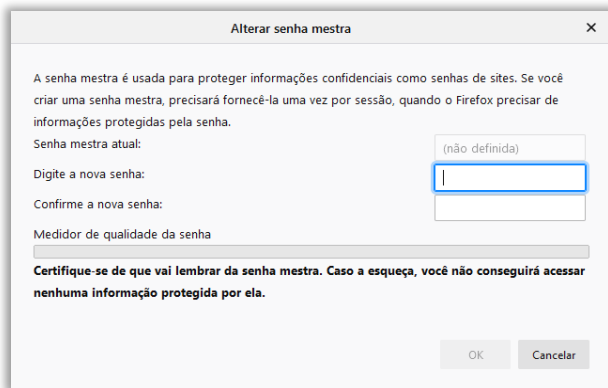 Alterar senha mestra
A senha mestra é usada para proteger informações confidenciais como senhas de sites. Se você
criar uma senha mestra, precisará fornecê-la uma vez por sessão, quando o Firefox precisar de
informações protegidas pela senha.
Senha mestra atual:
(não definida)
Digite a nova senha:
Confirme a nova senha:
Medidor de qualidade da senha
Certifique-se de que vai lembrar da senha mestra. Caso a esqueça, você não conseguirá acessar
nenhuma informação protegida por ela.
OK
Cancelar